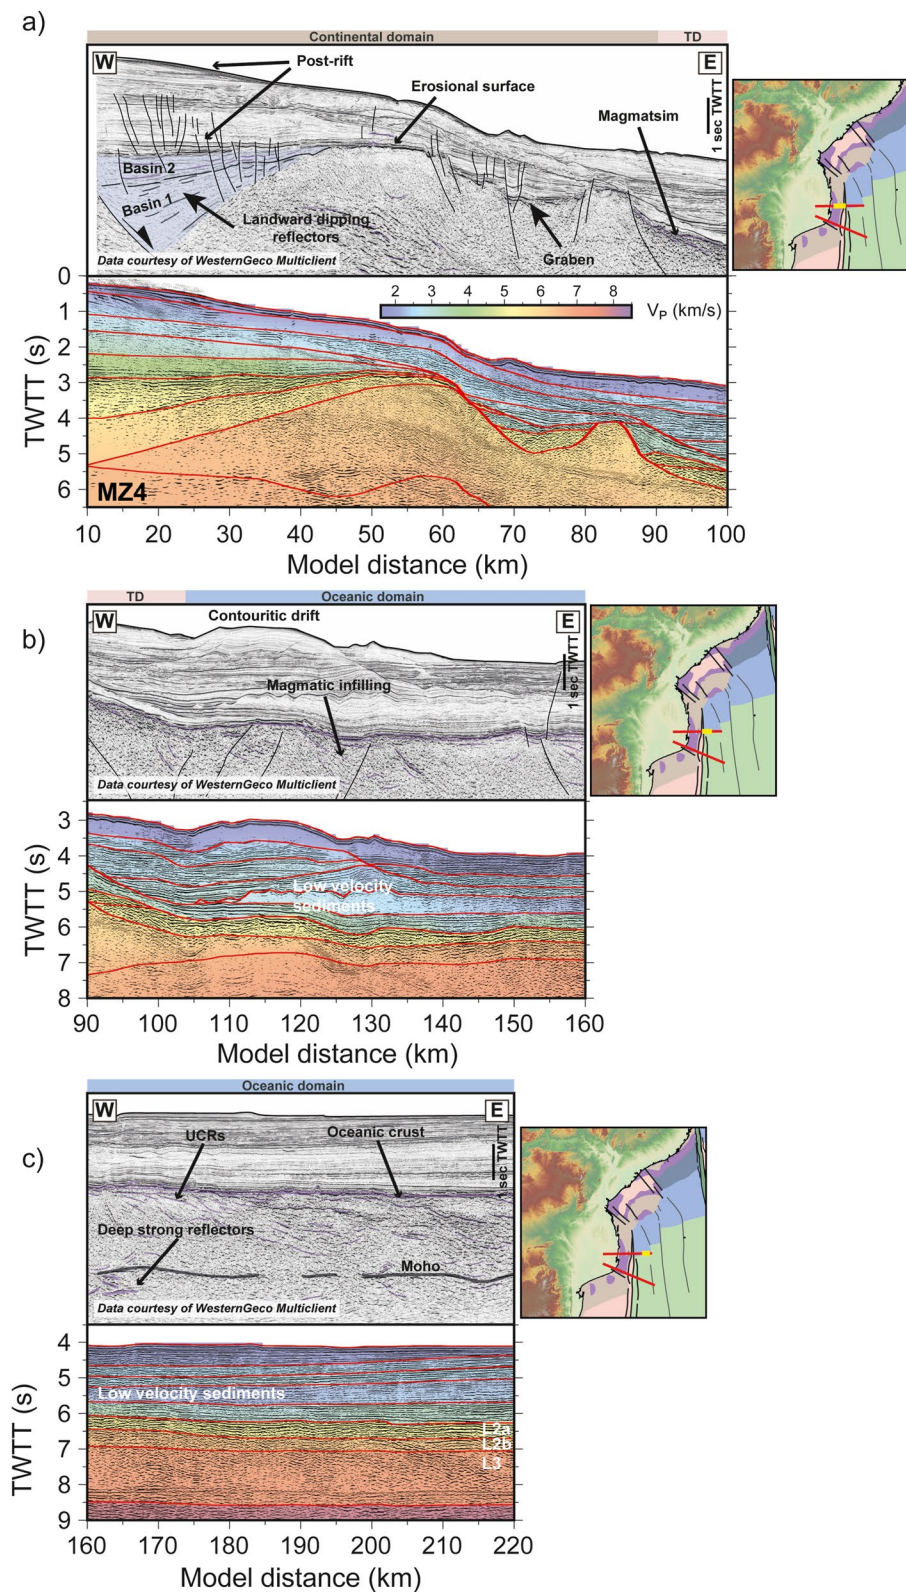 a)
Continental domain
TD
W
Post-rift
E
Erosional surface
1 sec TWTT
Magmatsim
Basin 2
Basin 1
Landward dipping
reflectors
Graben
Data courtesy of WesternGeco Multiclient
0
1
2
3
4
5
6
TWTT (s)
2 3 4 5 6 7 8
VP (km/s)
MZ4
10 20 30 40 50 60 70 80 90 100
Model distance (km)
b)
TD
Oceanic domain
W
Contouritic drift
E
1 sec TWTT
Magmatic infilling
Data courtesy of WesternGeco Multiclient
3
4
5
6
7
8
TWTT (s)
Low velocity
sediments
90 100 110 120 130 140 150 160
Model distance (km)
c)
Oceanic domain
W
E
UCRs
Oceanic crust
1 sec TWTT
Deep strong reflectors
Moho
Data courtesy of WesternGeco Multiclient
4
5
6
7
8
9
TWTT (s)
Low velocity sediments
L2a
L2b
L3
160 170 180 190 200 210 220
Model distance (km)